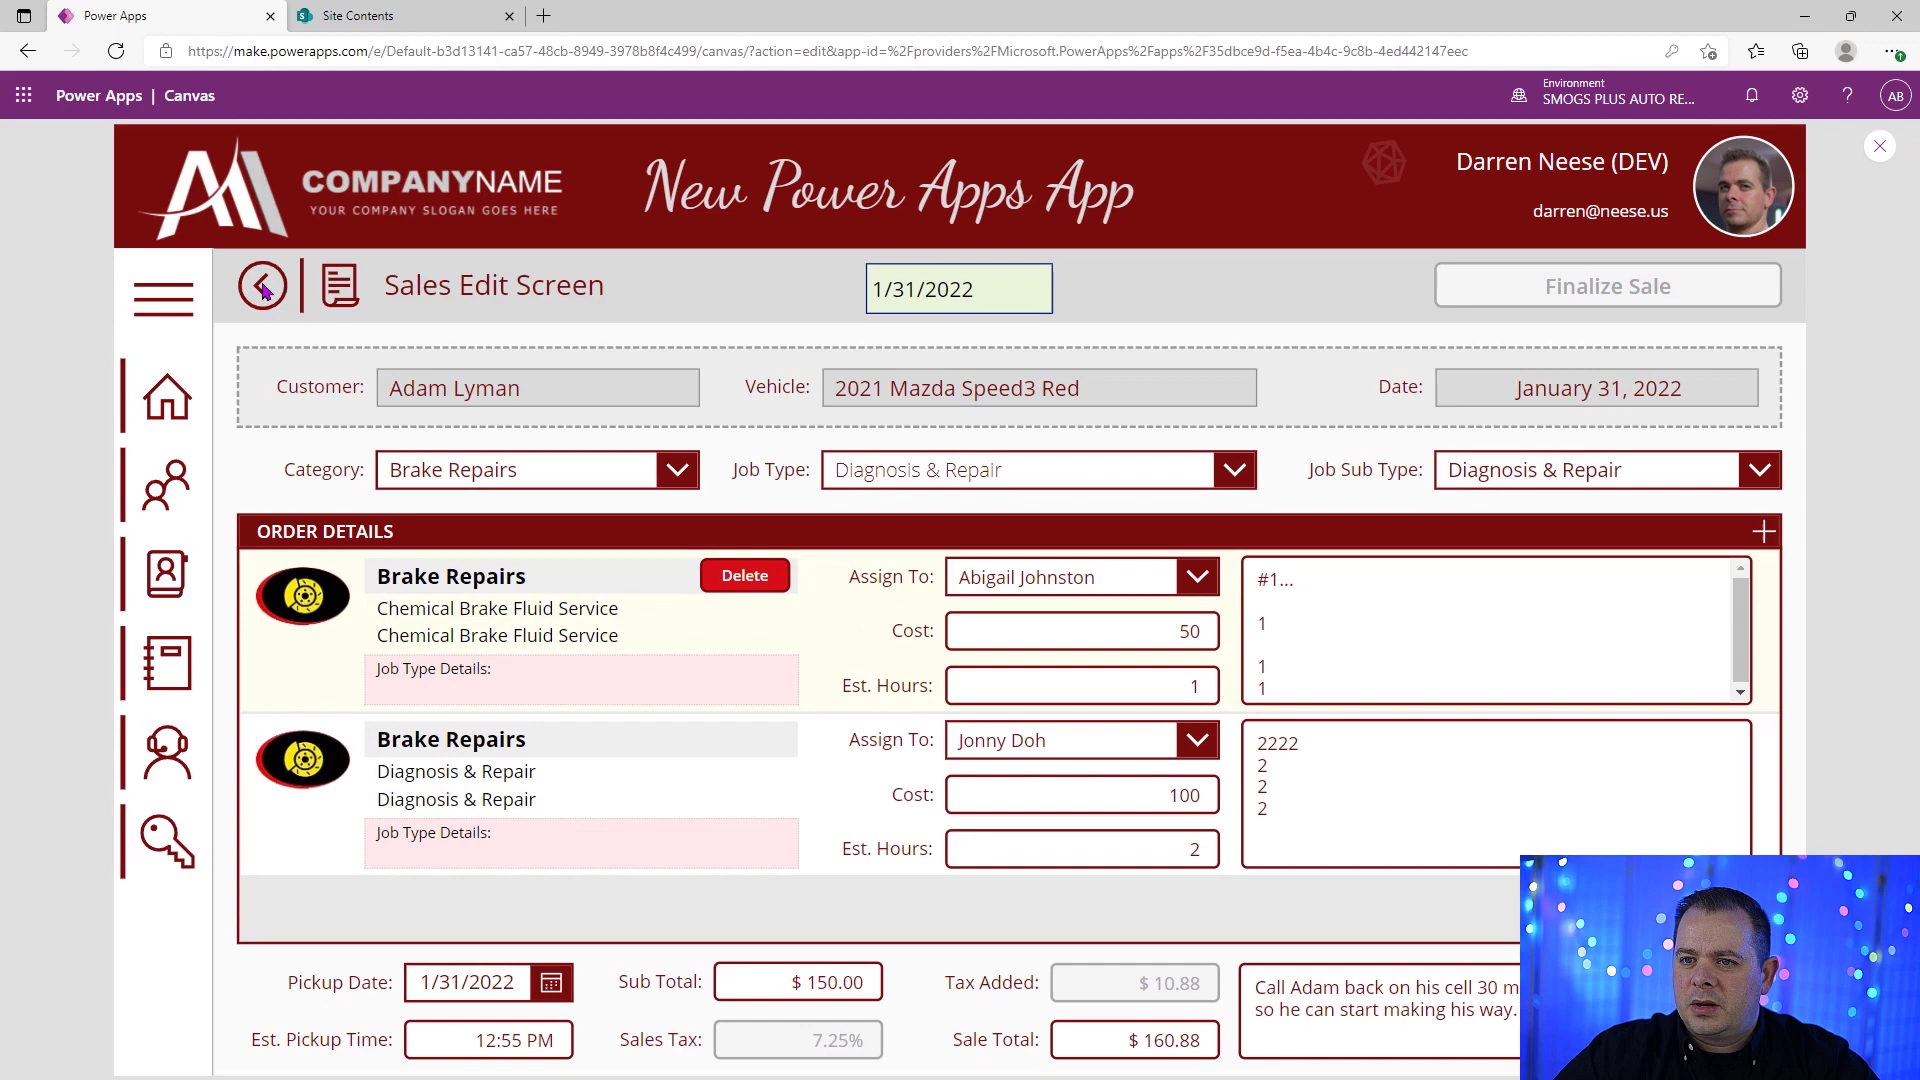 Power Apps
Site Contents
https://make.powerapps.com/e/Default-b3d13141-ca57-48cb-8949-3978b8f4c499/canvas/?action=edit&app-id=%2Fproviders%2FMicrosoft.PowerApps%2Fapps%2F35dbce9d-f5ea-4b4c-9c8b-4ed442147eec
Power Apps | Canvas
Environment
SMOGS PLUS AUTO RE...
AB
COMPANYNAME
YOUR COMPANY SLOGAN GOES HERE
New Power Apps App
Darren Neese (DEV)
darren@neese.us
Sales Edit Screen
1/31/2022
Finalize Sale
Customer: Adam Lyman
Vehicle: 2021 Mazda Speed3 Red
Date: January 31, 2022
Category: Brake Repairs
Job Type: Diagnosis & Repair
Job Sub Type: Diagnosis & Repair
ORDER DETAILS
Brake Repairs
Delete
Chemical Brake Fluid Service
Chemical Brake Fluid Service
Job Type Details:
Assign To: Abigail Johnston
Cost: 50
Est. Hours: 1
#1...
1
1
1
Brake Repairs
Diagnosis & Repair
Diagnosis & Repair
Job Type Details:
Assign To: Jonny Doh
Cost: 100
Est. Hours: 2
2222
2
2
2
Pickup Date: 1/31/2022
Est. Pickup Time: 12:55 PM
Sub Total: $ 150.00
Sales Tax: 7.25%
Tax Added: $ 10.88
Sale Total: $ 160.88
Call Adam back on his cell 30 m
so he can start making his way.